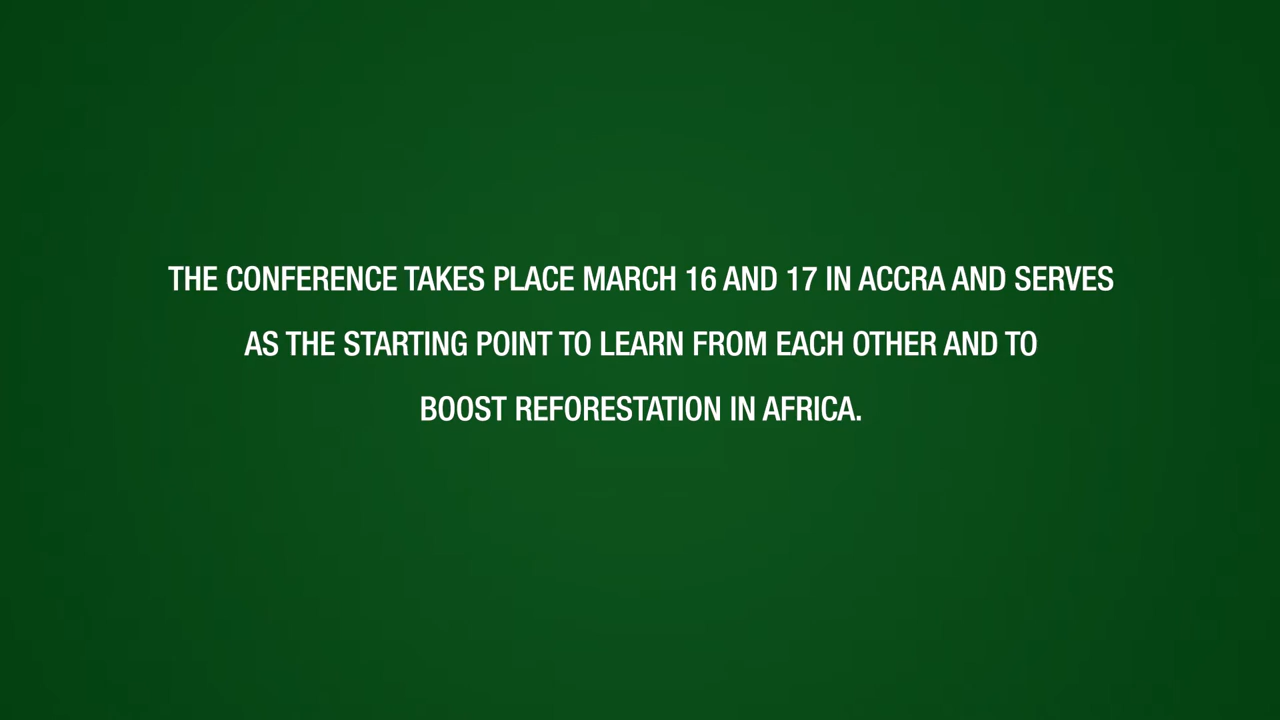 THE CONFERENCE TAKES PLACE MARCH 16 AND 17 IN ACCRA AND SERVES
AS THE STARTING POINT TO LEARN FROM EACH OTHER AND TO
BOOST REFORESTATION IN AFRICA.